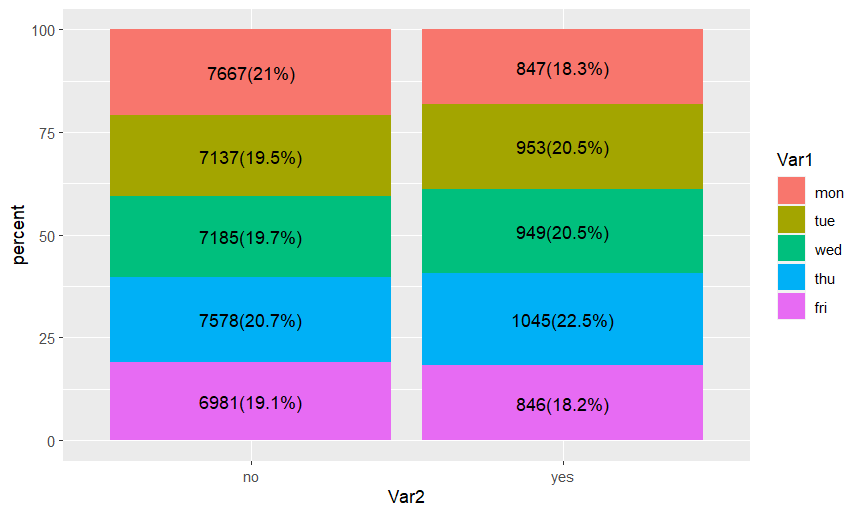 100
75
50
25
0
percent
7667(21%)
847(18.3%)
7137(19.5%)
953(20.5%)
7185(19.7%)
949(20.5%)
7578(20.7%)
1045(22.5%)
6981(19.1%)
846(18.2%)
no
yes
Var2
Var1
mon
tue
wed
thu
fri